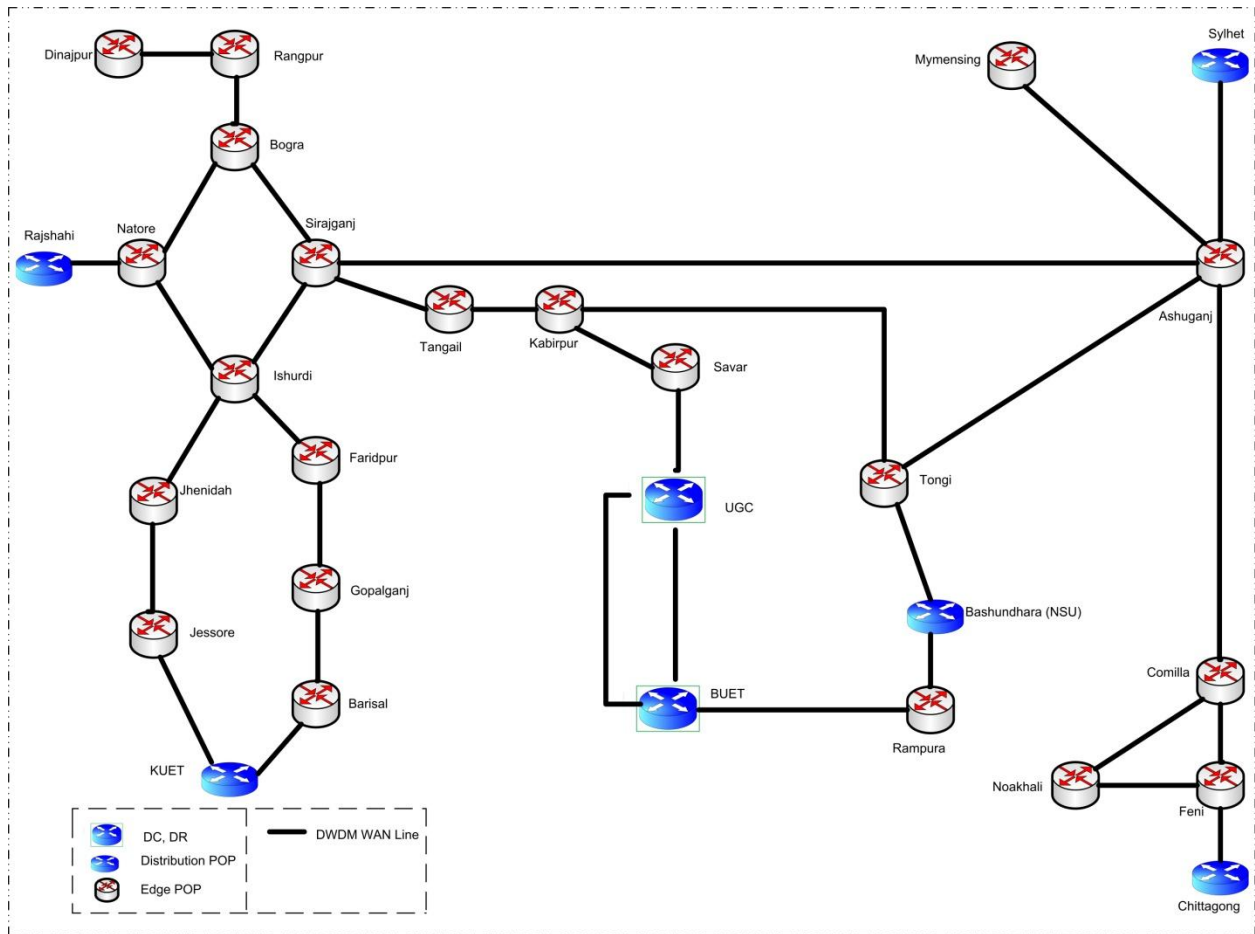 Dinajpur
Rangpur
Mymensing
Sylhet
Bogra
Rajshahi
Natore
Sirajganj
Ashuganj
Tangail
Kabirpur
Savar
Ishurdi
Faridpur
Jhenidah
UGC
Tongi
Gopalganj
Bashundhara (NSU)
Jessore
Barisal
BUET
Comilla
Rampura
KUET
Noakhali
Feni
Chittagong
DC, DR
Distribution POP
Edge POP
DWDM WAN Line